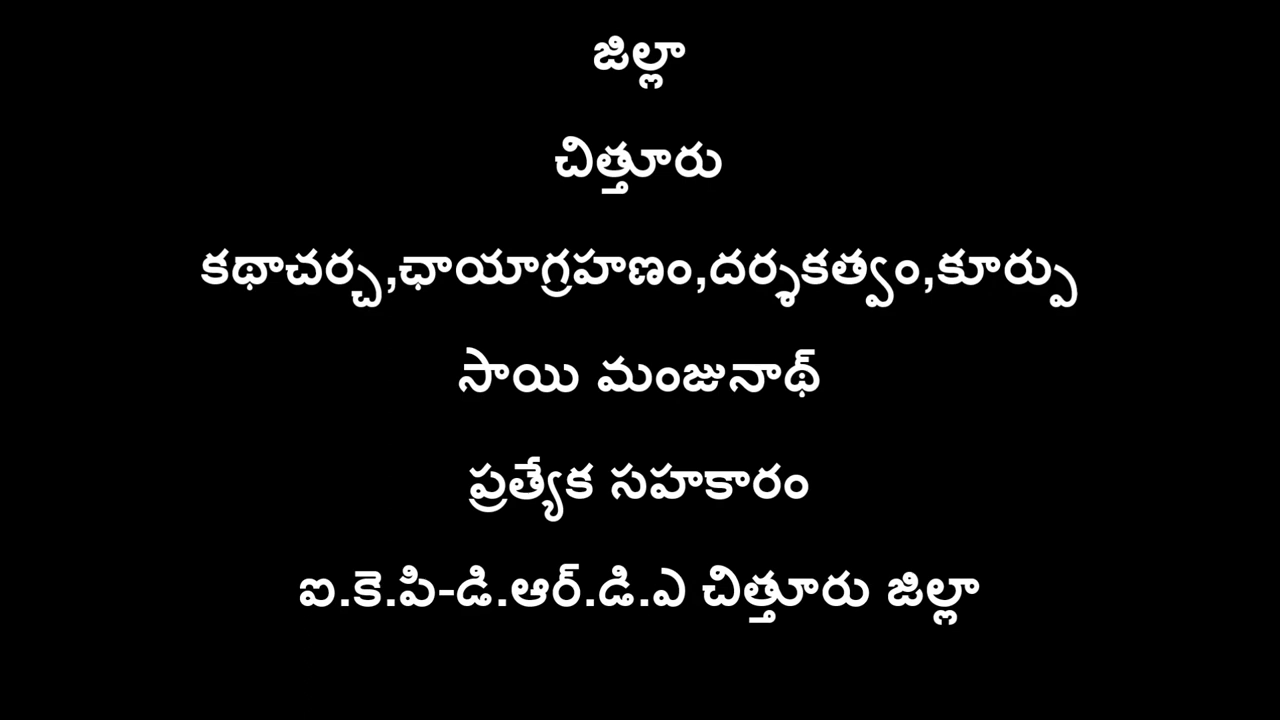 జిల్లా
చిత్తూరు
కథాచర్చ,ఛాయాగ్రహణం,దర్శకత్వం,కూర్పు
సాయి మంజునాథ్
ప్రత్యేక సహకారం
ఐ.కె.పి-డి.ఆర్.డి.ఎ చిత్తూరు జిల్లా